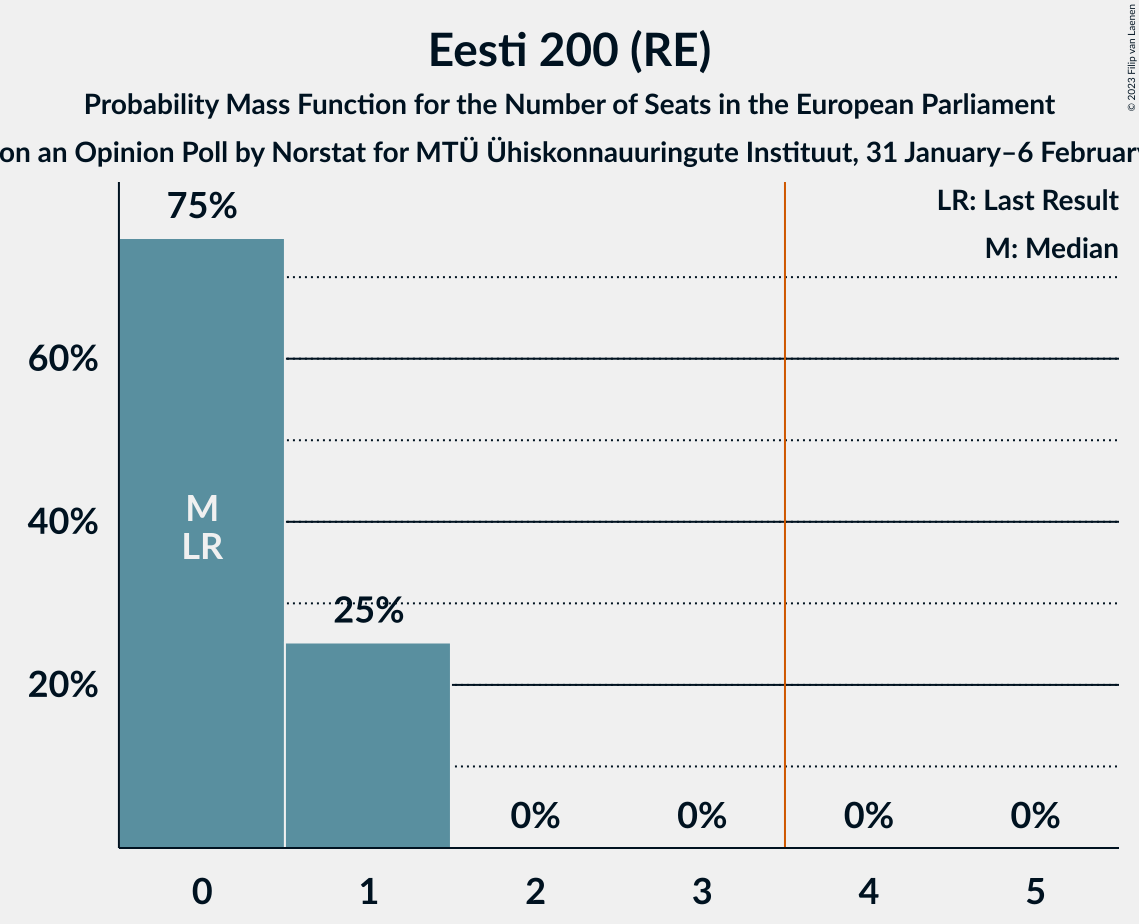 Eesti 200 (RE)
Probability Mass Function for the Number of Seats in the European Parliament
on an Opinion Poll by Norstat for MTÜ Ühiskonnauuringute Instituut, 31 January–6 February
© 2023 Filip van Laenen
LR: Last Result
M: Median
75%
60%
M
40%
LR
25%
20%
0% 0% 0% 0%
0 1 2 3 4 5